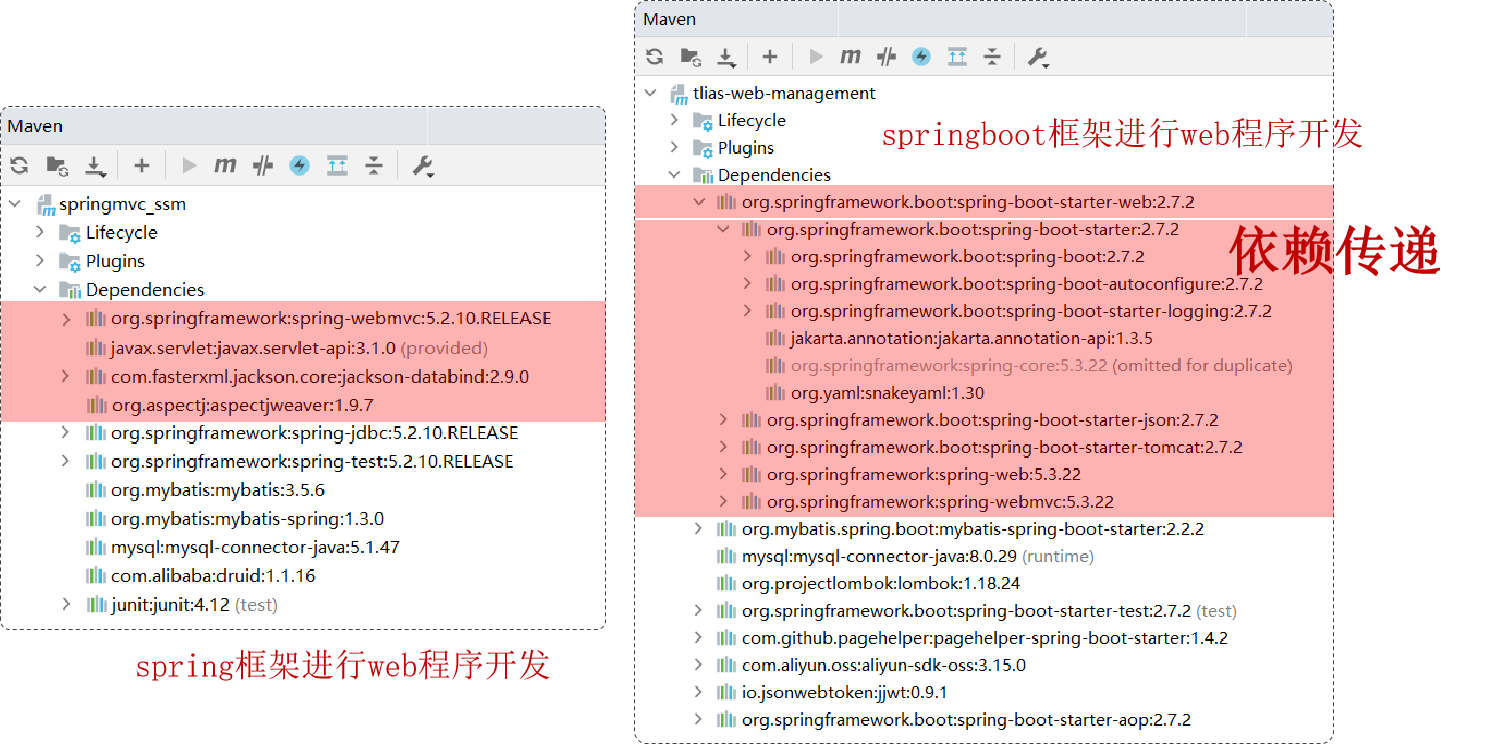 Maven
springmvc_ssm
Lifecycle
Plugins
Dependencies
org.springframework:spring-webmvc:5.2.10.RELEASE
javax.servlet:javax.servlet-api:3.1.0 (provided)
com.fasterxml.jackson.core:jackson-databind:2.9.0
org.aspectj:aspectjweaver:1.9.7
org.springframework:spring-jdbc:5.2.10.RELEASE
org.springframework:spring-test:5.2.10.RELEASE
org.mybatis:mybatis:3.5.6
org.mybatis:mybatis-spring:1.3.0
mysql:mysql-connector-java:5.1.47
com.alibaba:druid:1.1.16
junit:junit:4.12 (test)
spring框架进行web程序开发
Maven
tlias-web-management
Lifecycle
springboot框架进行web程序开发
Plugins
Dependencies
org.springframework.boot:spring-boot-starter-web:2.7.2
org.springframework.boot:spring-boot-starter:2.7.2
依赖传递
org.springframework.boot:spring-boot:2.7.2
org.springframework.boot:spring-boot-autoconfigure:2.7.2
org.springframework.boot:spring-boot-starter-logging:2.7.2
jakarta.annotation:jakarta.annotation-api:1.3.5
org.springframework:spring-core:5.3.22 (omitted for duplicate)
org.yaml:snakeyaml:1.30
org.springframework.boot:spring-boot-starter-json:2.7.2
org.springframework.boot:spring-boot-starter-tomcat:2.7.2
org.springframework:spring-web:5.3.22
org.springframework:spring-webmvc:5.3.22
org.mybatis.spring.boot:mybatis-spring-boot-starter:2.2.2
mysql:mysql-connector-java:8.0.29 (runtime)
org.projectlombok:lombok:1.18.24
org.springframework.boot:spring-boot-starter-test:2.7.2 (test)
com.github.pagehelper:pagehelper-spring-boot-starter:1.4.2
com.aliyun.oss:aliyun-sdk-oss:3.15.0
io.jsonwebtoken:jjwt:0.9.1
org.springframework.boot:spring-boot-starter-aop:2.7.2